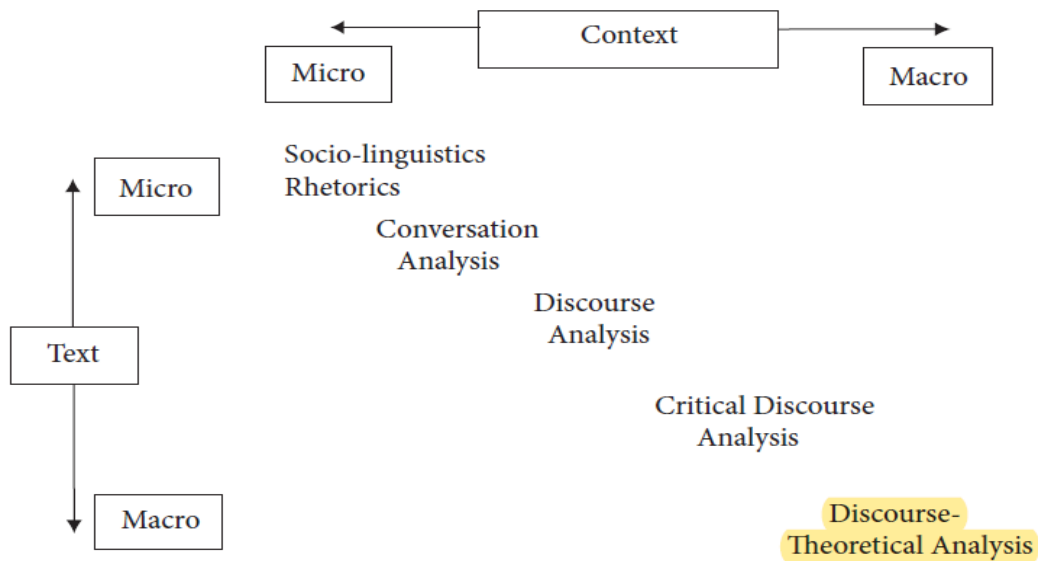 Context
Micro
Macro
Socio-linguistics
Rhetorics
Micro
Conversation
Analysis
Discourse
Analysis
Text
Critical Discourse
Analysis
Macro
Discourse-
Theoretical Analysis